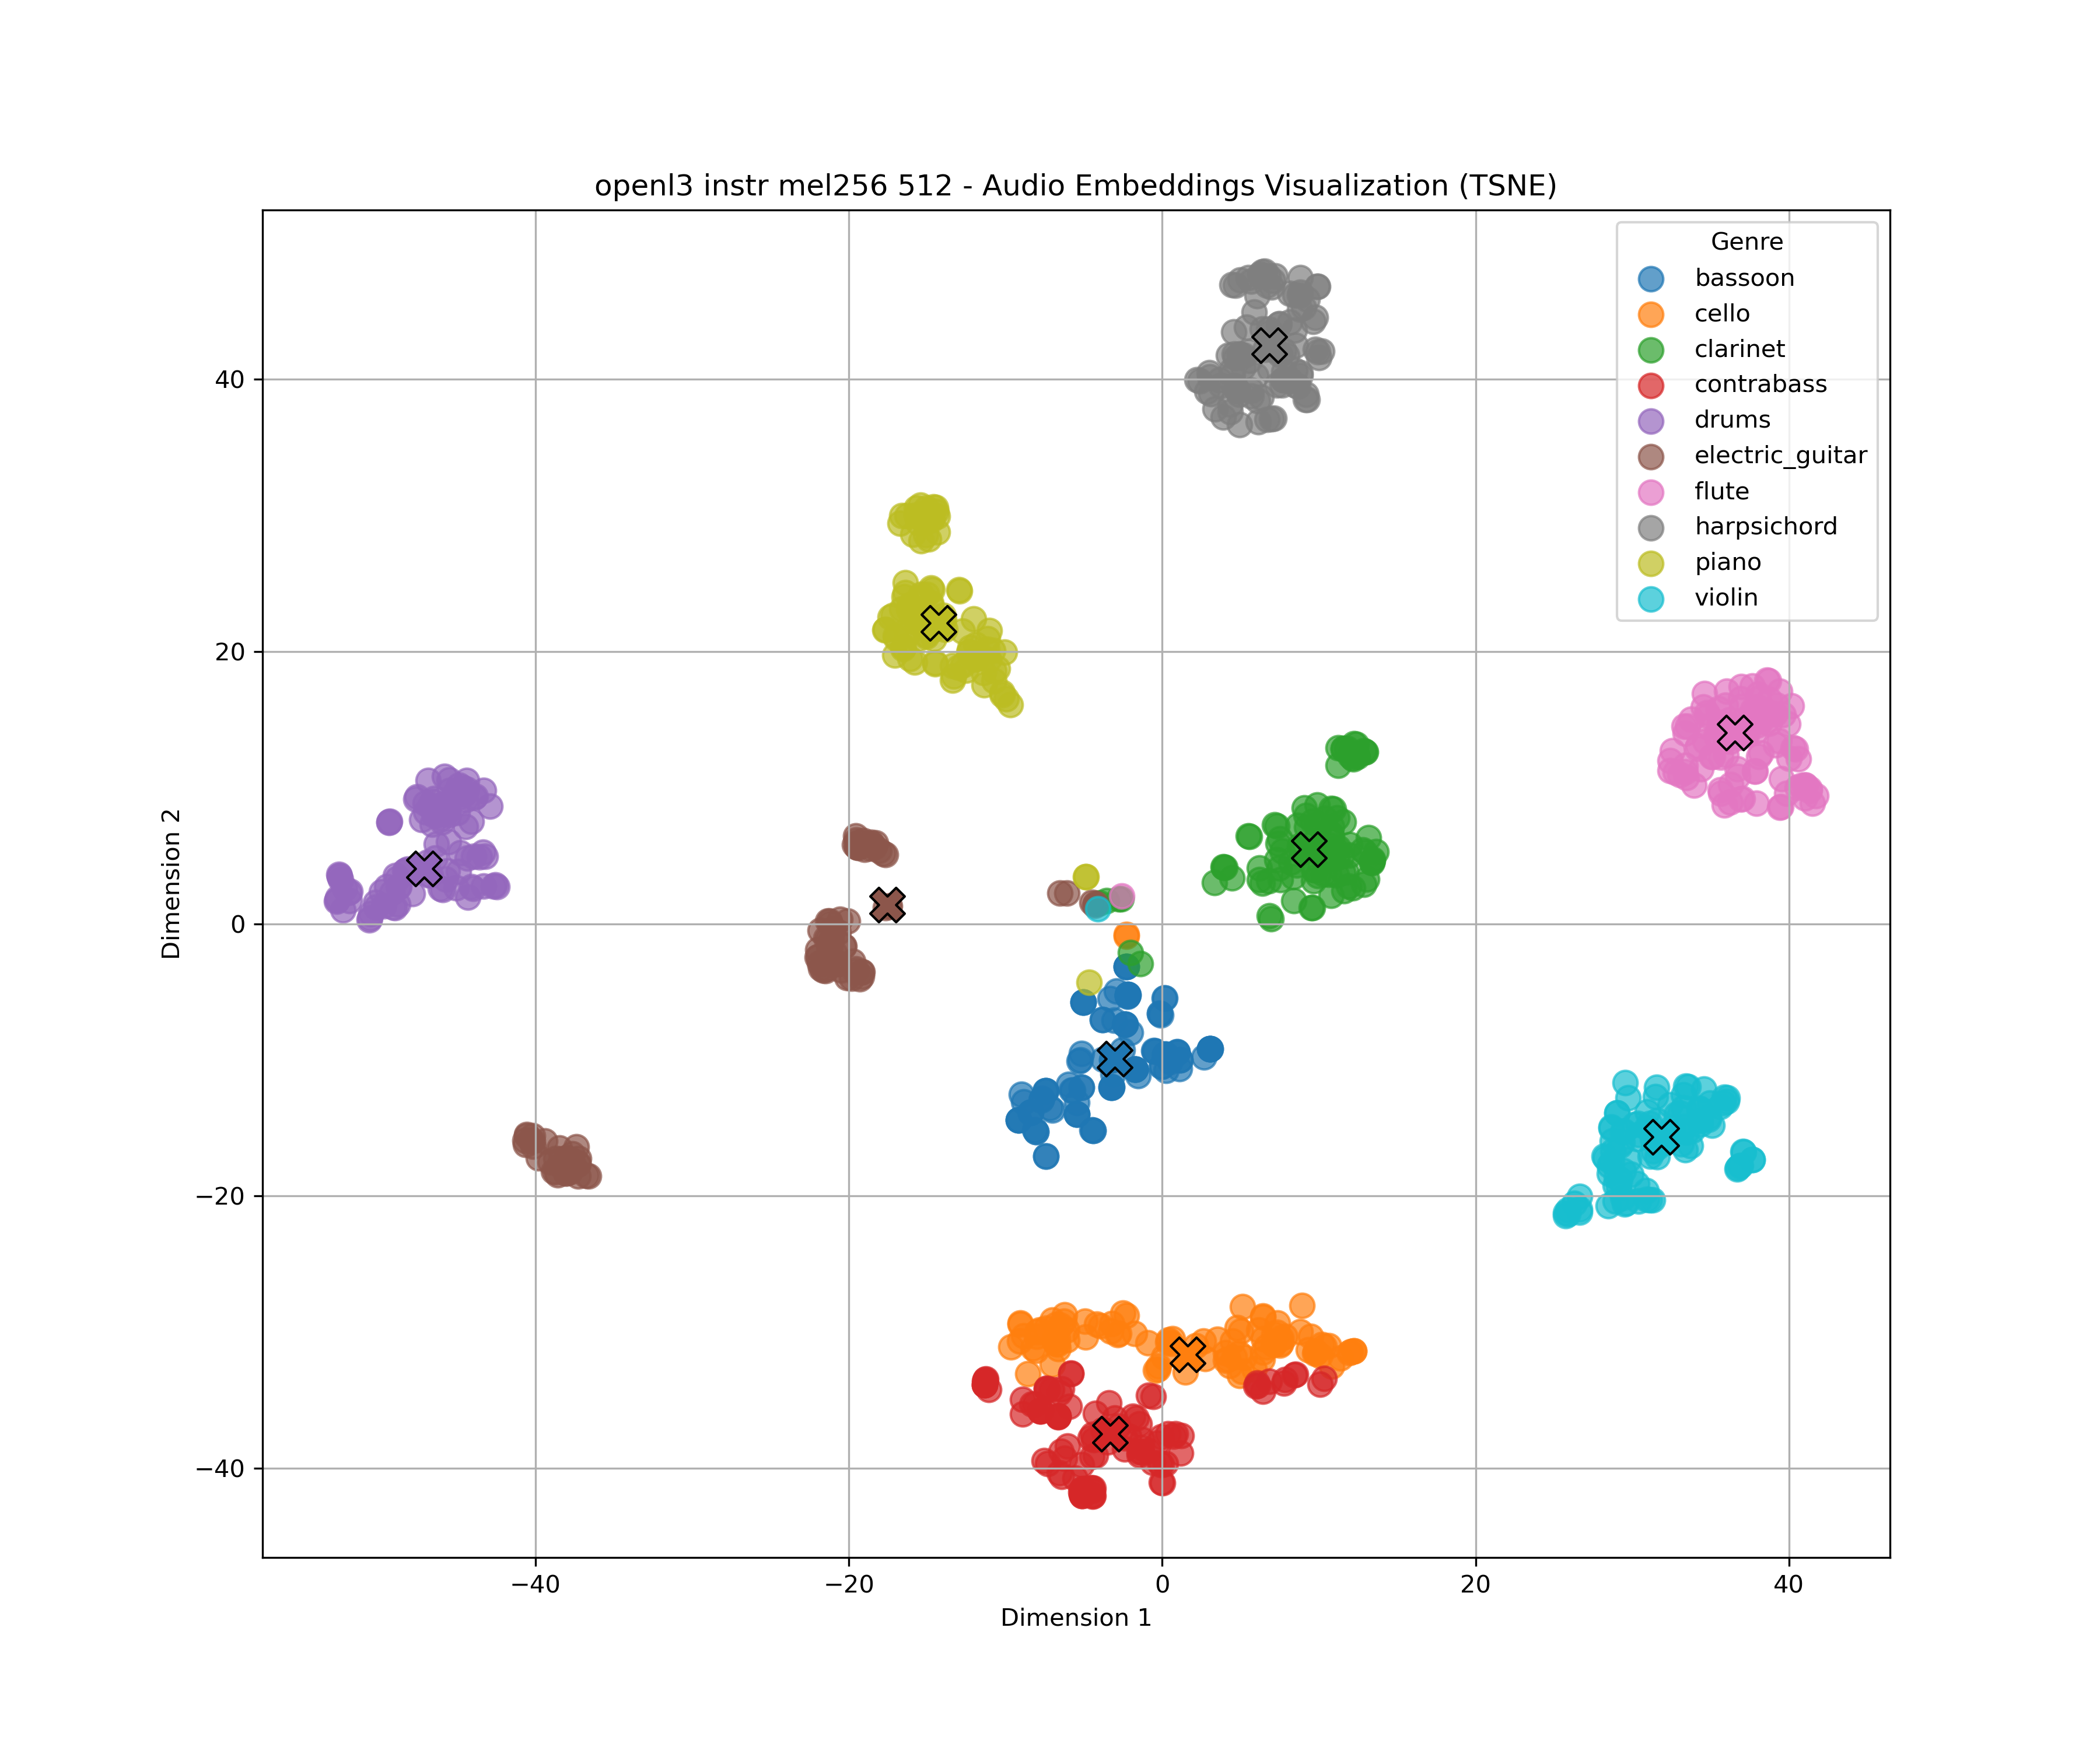 openl3 instr mel256 512 - Audio Embeddings Visualization (TSNE)
Genre
bassoon
cello
clarinet
contrabass
drums
electric_guitar
flute
harpsichord
piano
violin
40
20
0
−20
−40
Dimension 2
−40
−20
0
20
40
Dimension 1